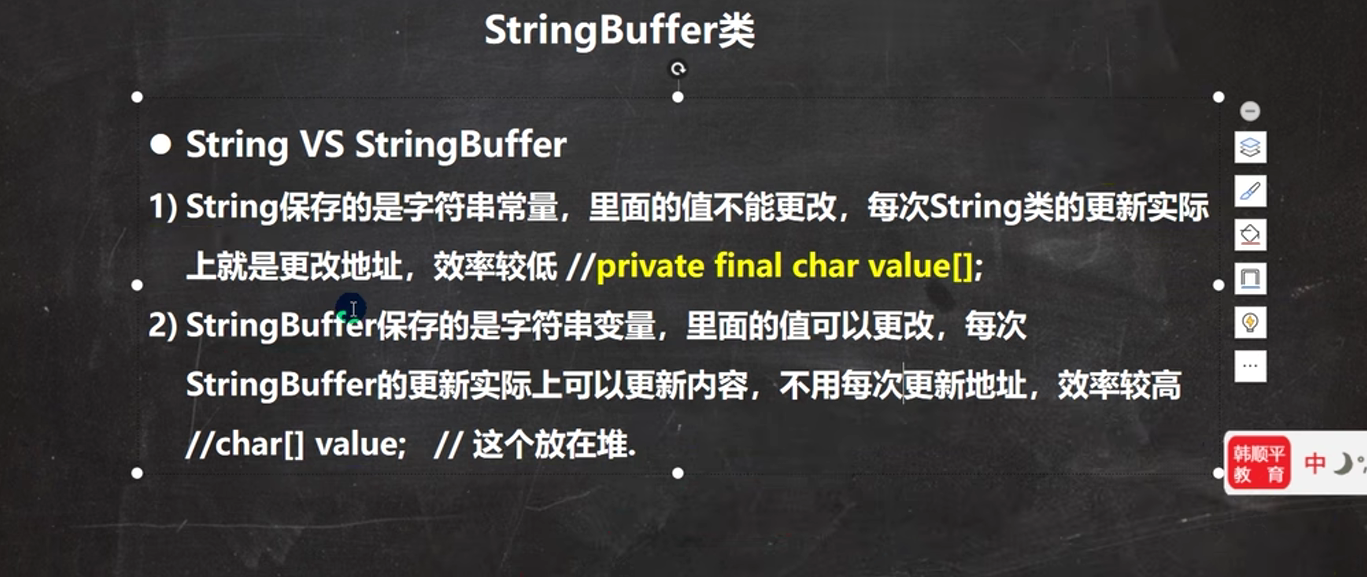 StringBuffer类
● String VS StringBuffer
1) String保存的是字符串常量，里面的值不能更改，每次String类的更新实际
上就是更改地址，效率较低 //private final char value[];
2) StringBuffer保存的是字符串变量，里面的值可以更改，每次
StringBuffer的更新实际上可以更新内容，不用每次更新地址，效率较高
//char[] value; // 这个放在堆.
韩顺平
教 育
中